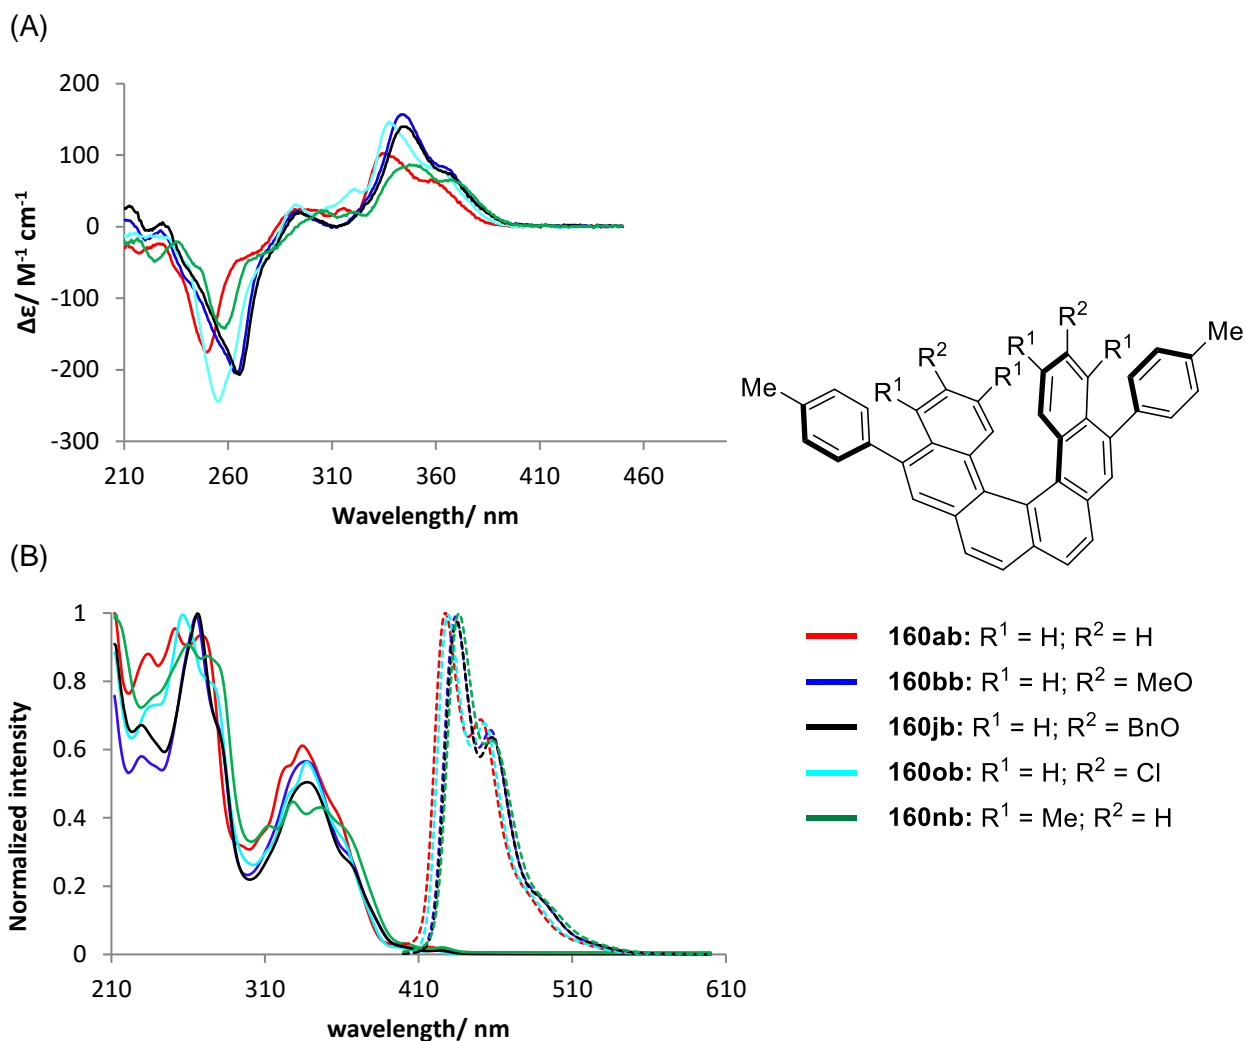 (A)
200
100
0
-100
-200
-300
Δε/ M⁻¹ cm⁻¹
210 260 310 360 410 460
Wavelength/ nm
R² Me
R² R¹ R¹
Me R¹ R¹
(B)
1
0.8
0.6
0.4
0.2
0
Normalized intensity
210 310 410 510 610
wavelength/ nm
160ab: R¹ = H; R² = H
160bb: R¹ = H; R² = MeO
160jb: R¹ = H; R² = BnO
160ob: R¹ = H; R² = Cl
160nb: R¹ = Me; R² = H